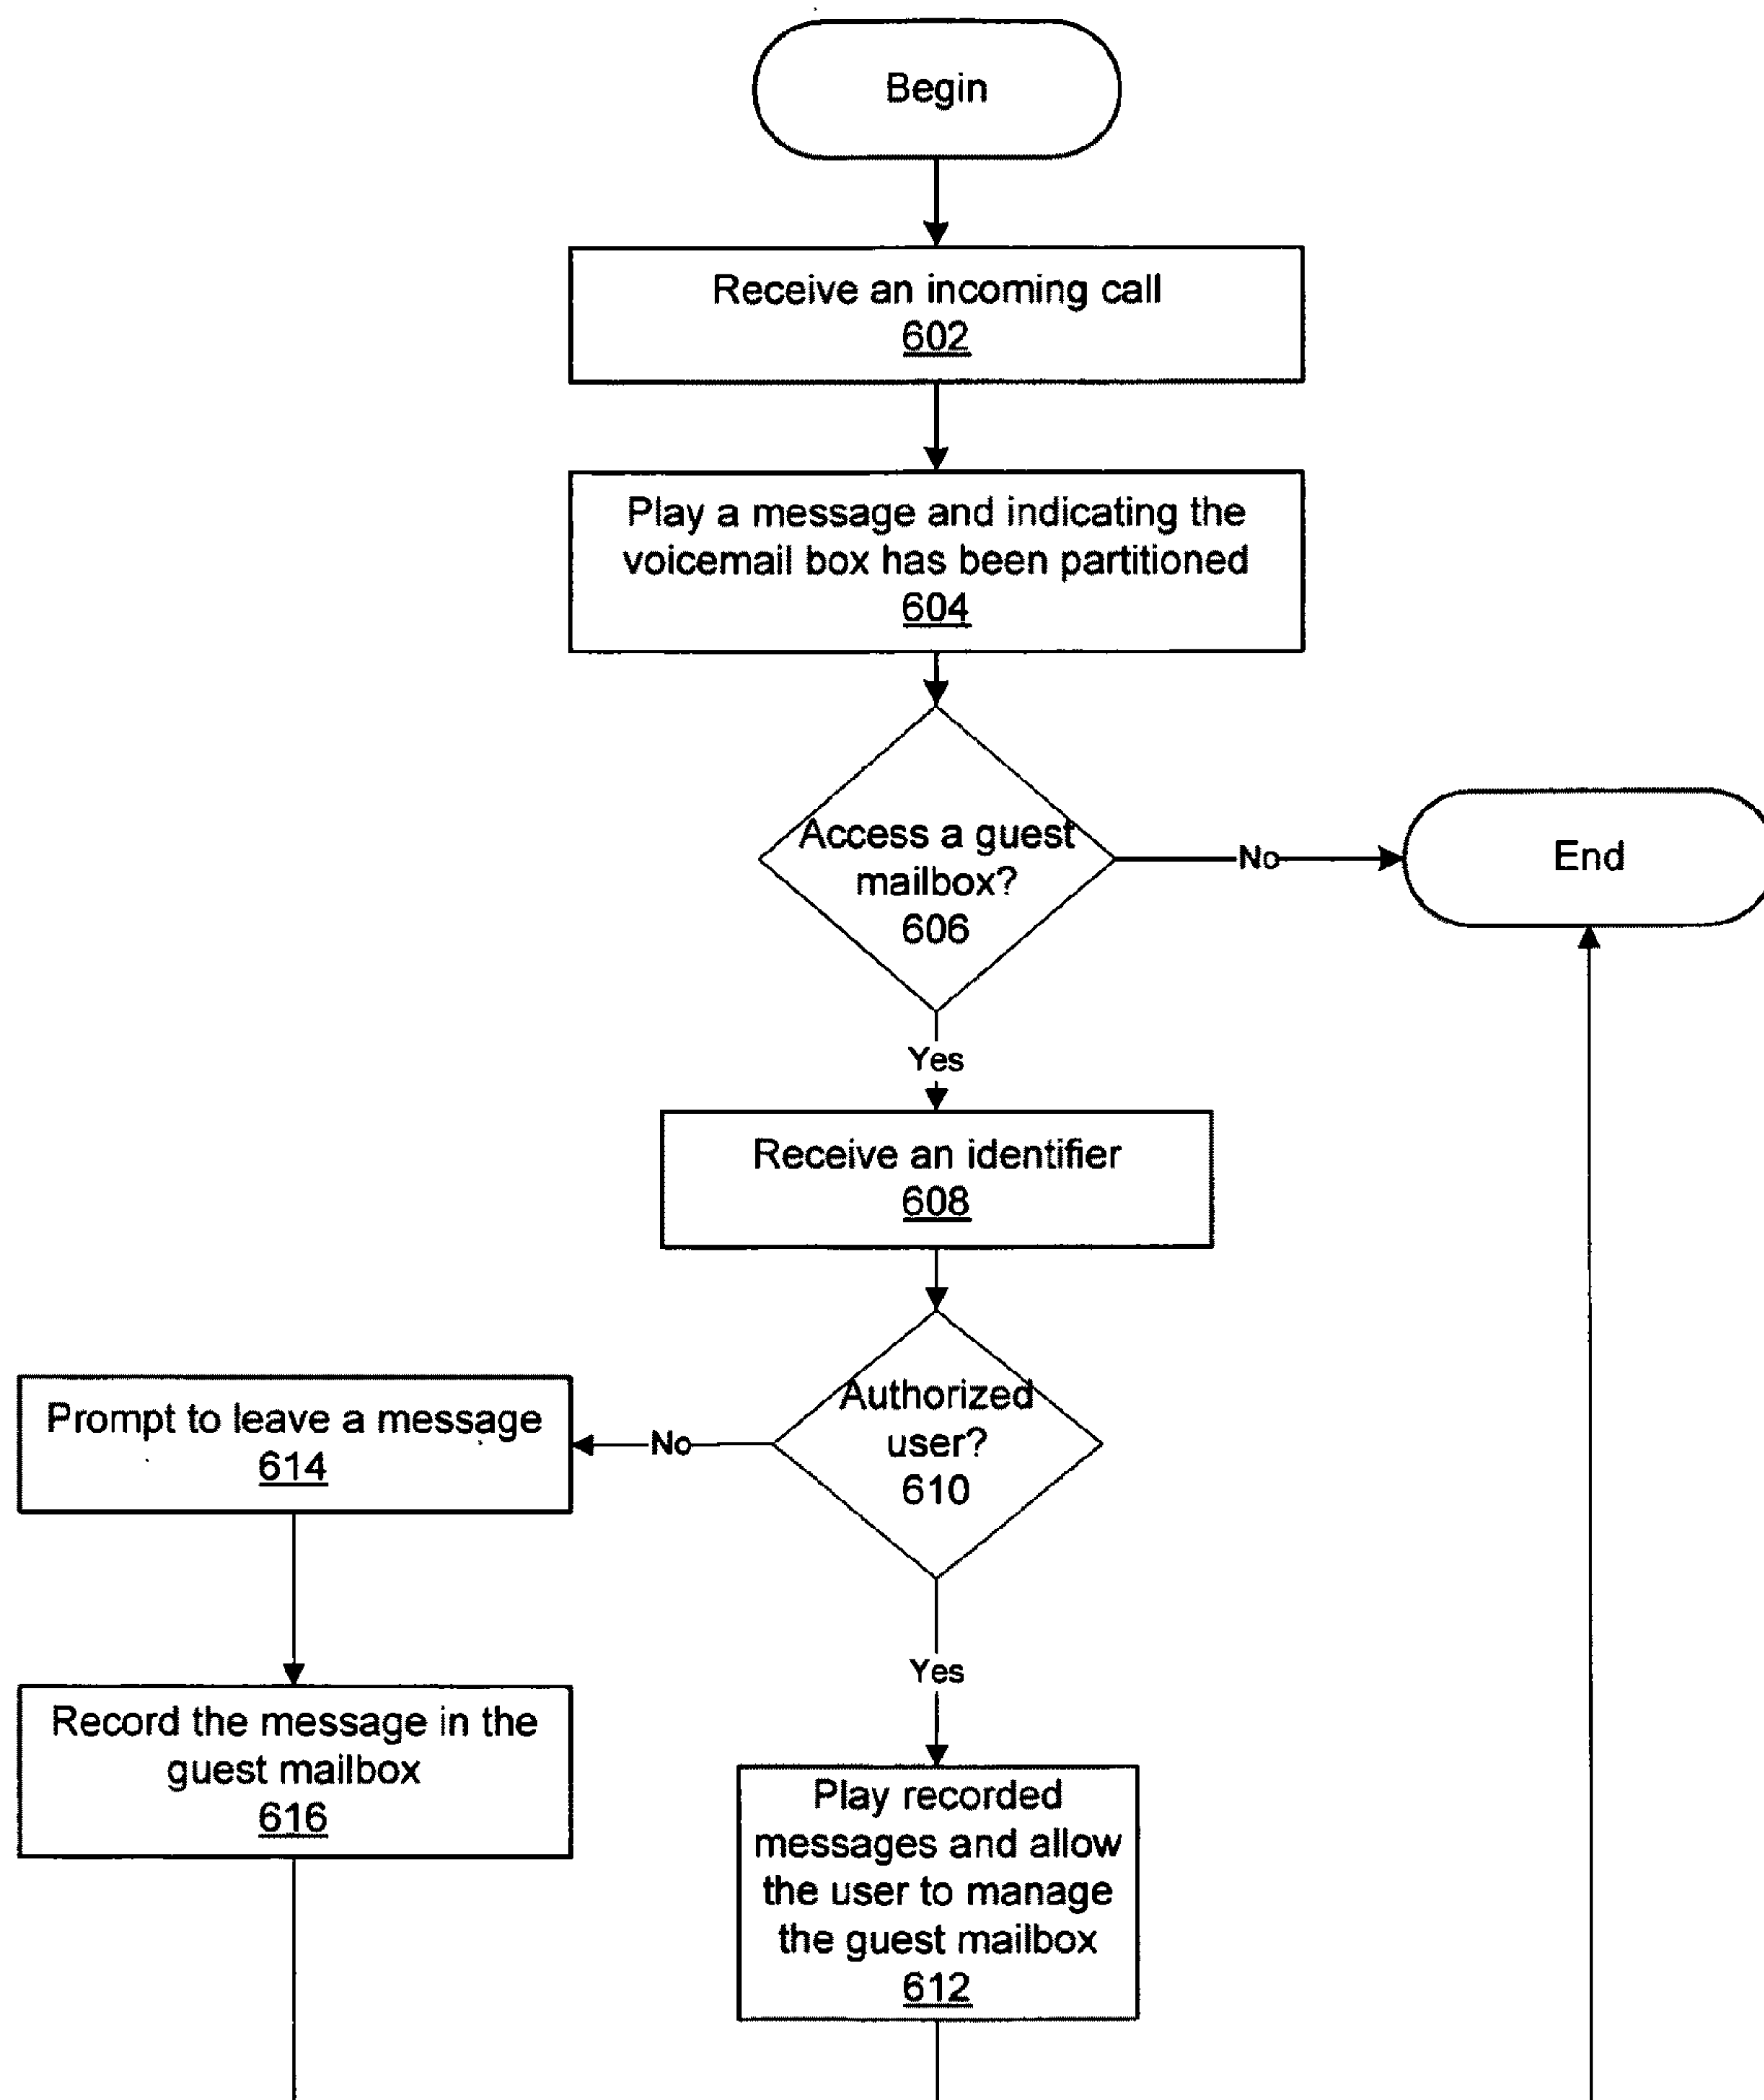 Begin
Receive an incoming call
602
Play a message and indicating the
voicemail box has been partitioned
604
Access a guest
mailbox?
606
No
End
Yes
Receive an identifier
608
Authorized
user?
610
No
Prompt to leave a message
614
Yes
Record the message in the
guest mailbox
616
Play recorded
messages and allow
the user to manage
the guest mailbox
612